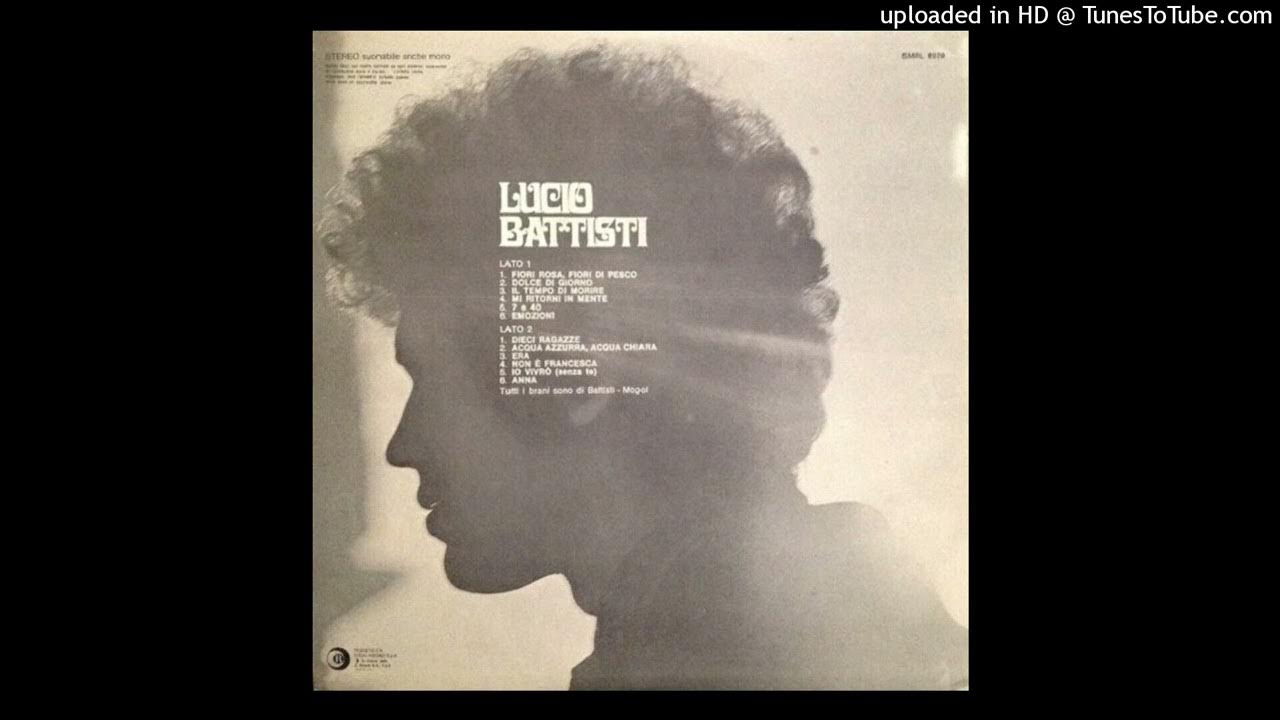 uploaded in HD @ TunesToTube.com
STEREO suonabile anche mono
LUCIO
BATTISTI
LATO 1
1. FIORI ROSA, FIORI DI PESCO
2. DOLCE DI GIORNO
3. IL TEMPO DI MORIRE
4. MI RITORNI IN MENTE
5. 7 e 40
6. EMOZIONI
LATO 2
1. DIECI RAGAZZE
2. ACQUA AZZURRA, ACQUA CHIARA
3. ERA
4. NON È FRANCESCA
5. IO VIVRÒ (senza te)
6. ANNA
Tutti i brani sono di Battisti - Mogol